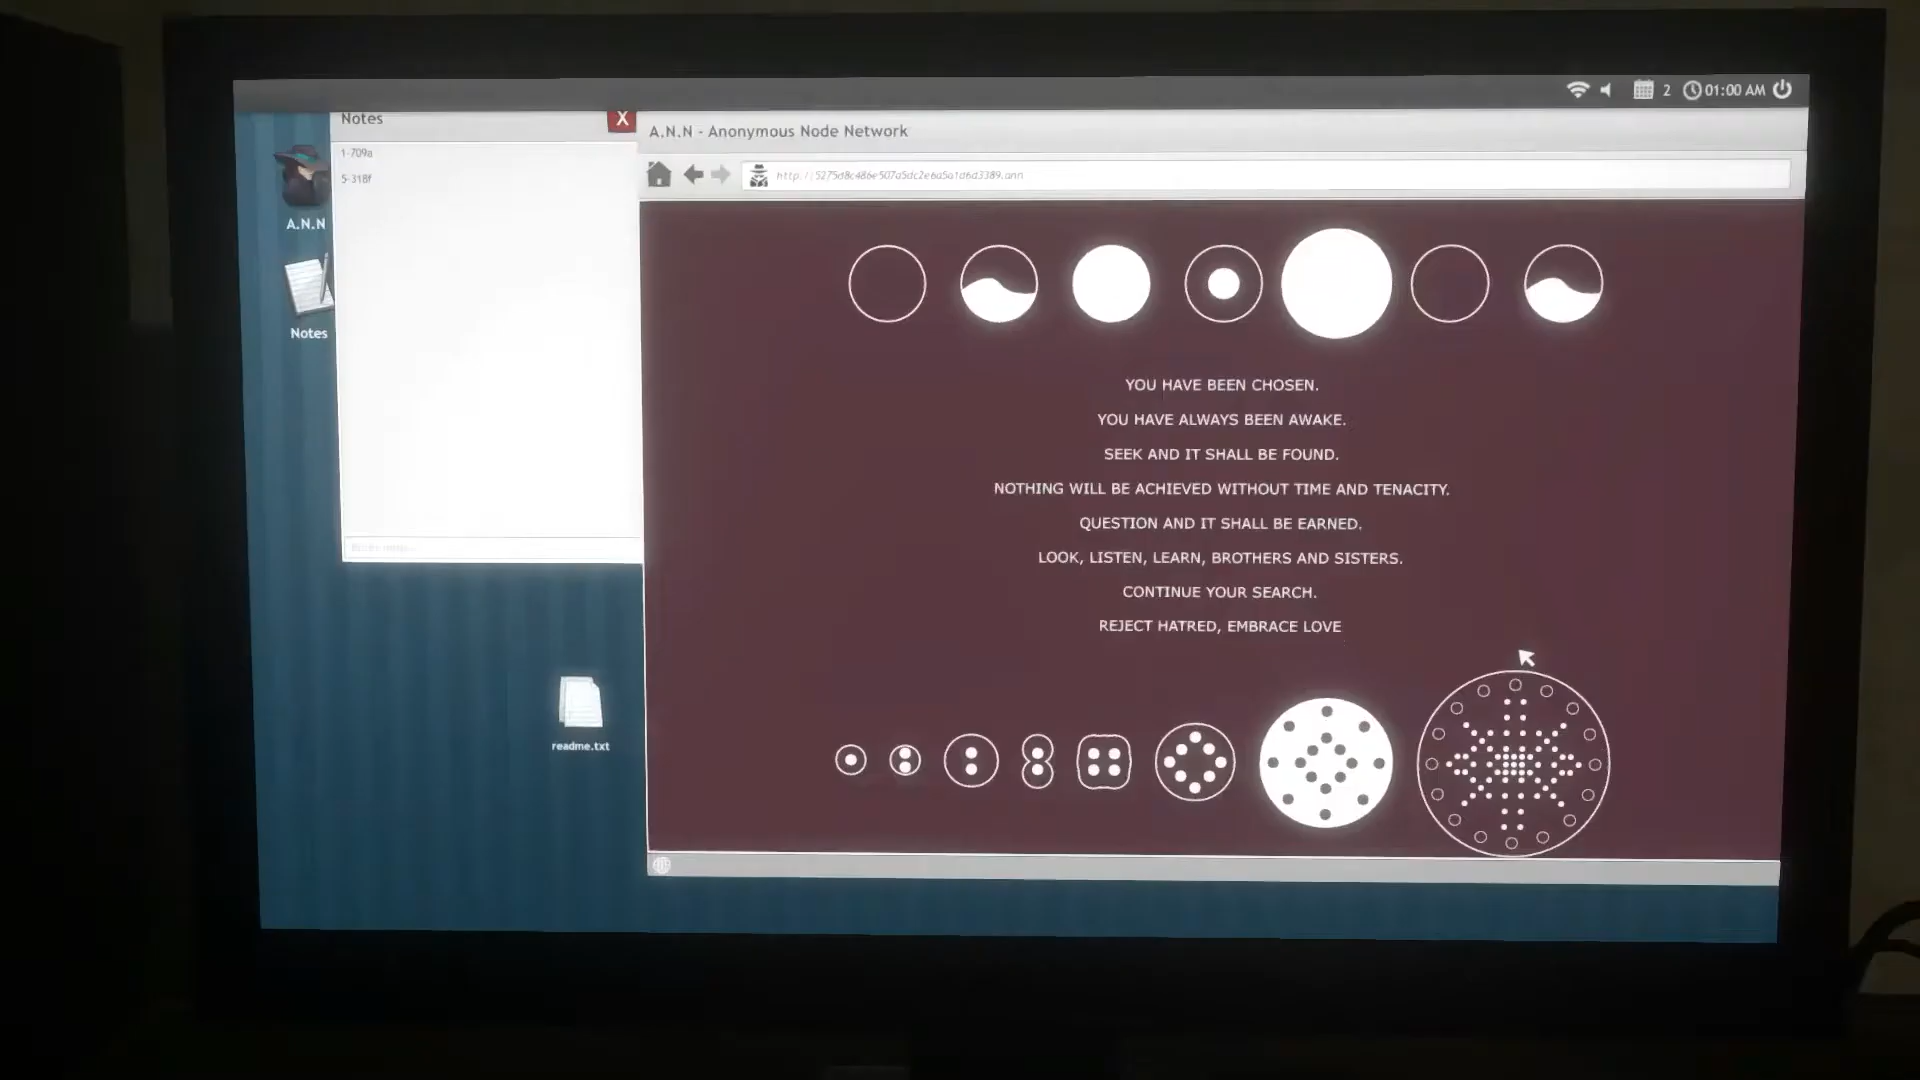 2 01:00 AM
Notes X
A.N.N - Anonymous Node Network
1-709a
5-318f
A.N.N
Notes
YOU HAVE BEEN CHOSEN.
YOU HAVE ALWAYS BEEN AWAKE.
SEEK AND IT SHALL BE FOUND.
NOTHING WILL BE ACHIEVED WITHOUT TIME AND TENACITY.
QUESTION AND IT SHALL BE EARNED.
LOOK, LISTEN, LEARN, BROTHERS AND SISTERS.
CONTINUE YOUR SEARCH.
REJECT HATRED, EMBRACE LOVE
readme.txt